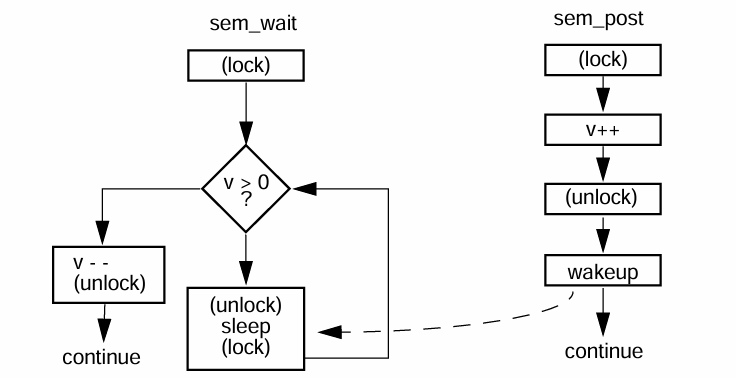 sem_wait
(lock)
v > 0
?
v - -
(unlock)
continue
(unlock)
sleep
(lock)
sem_post
(lock)
v++
(unlock)
wakeup
continue